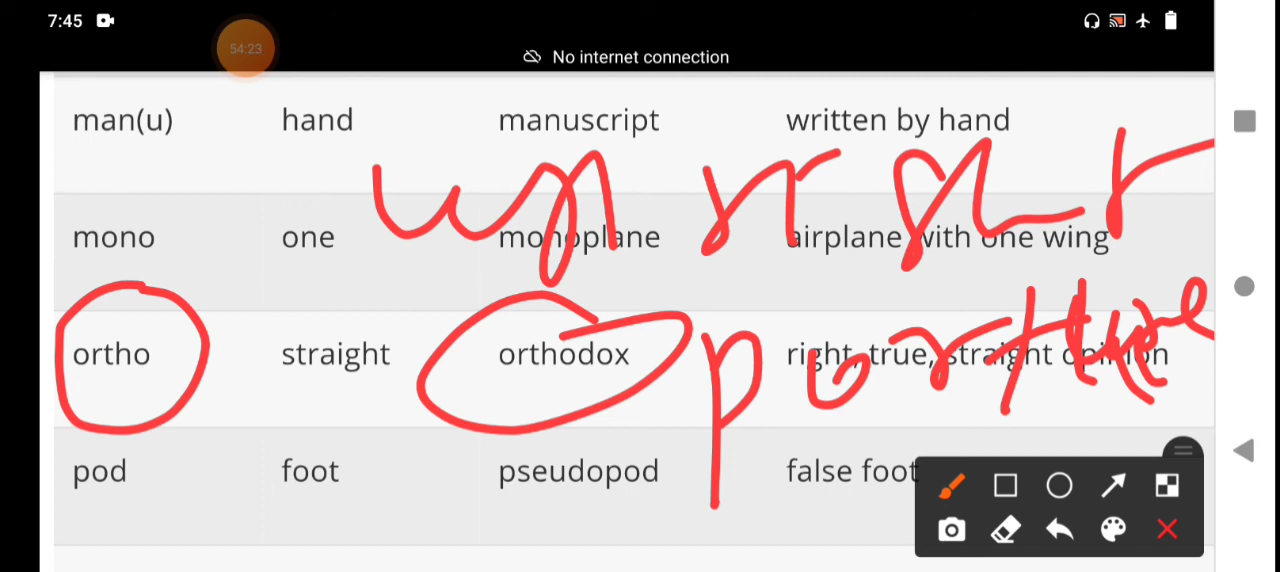 7:45
54:23
No internet connection
man(u) hand manuscript written by hand
mono one monoplane airplane with one wing
ortho straight orthodox right, true, straight opinion
pod foot pseudopod false foot